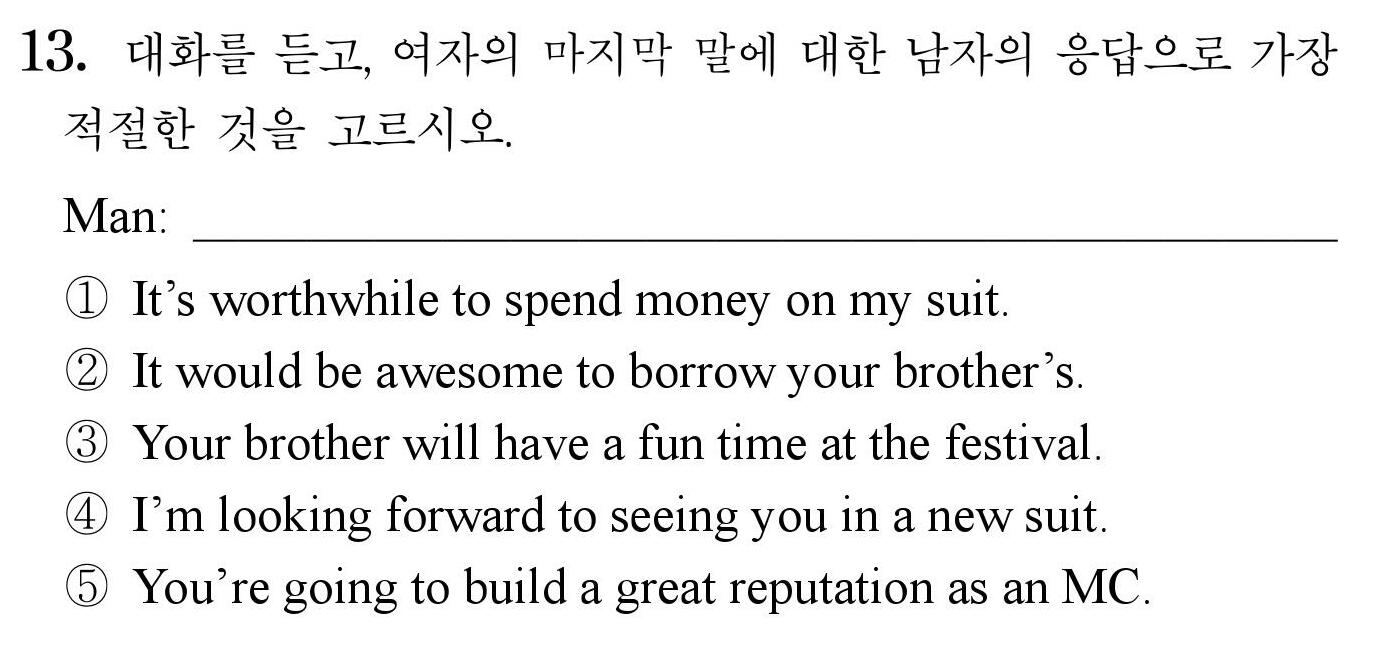 13. 대화를 듣고, 여자의 마지막 말에 대한 남자의 응답으로 가장
적절한 것을 고르시오.
Man:
① It’s worthwhile to spend money on my suit.
② It would be awesome to borrow your brother’s.
③ Your brother will have a fun time at the festival.
④ I’m looking forward to seeing you in a new suit.
⑤ You’re going to build a great reputation as an MC.